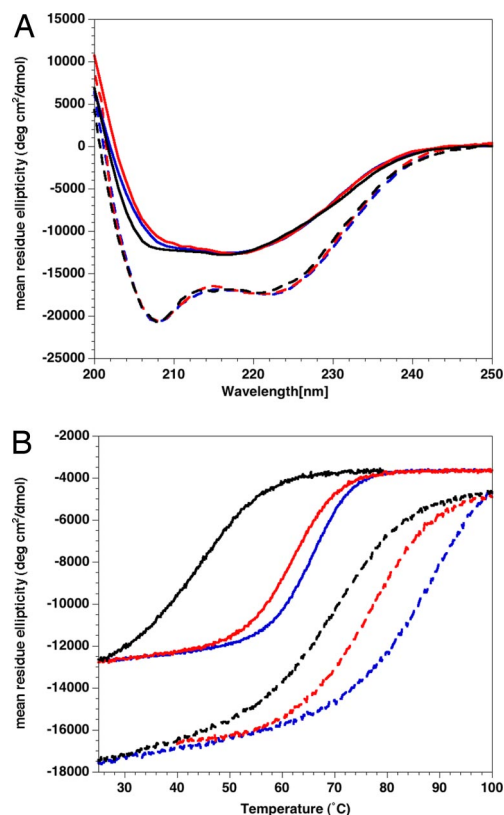 A
mean residue ellipticity (deg cm²/dmol)
15000
10000
5000
0
-5000
-10000
-15000
-20000
-25000
200 210 220 230 240 250
Wavelength[nm]
B
mean residue ellipticity (deg cm²/dmol)
-2000
-4000
-6000
-8000
-10000
-12000
-14000
-16000
-18000
30 40 50 60 70 80 90 100
Temperature (˚C)